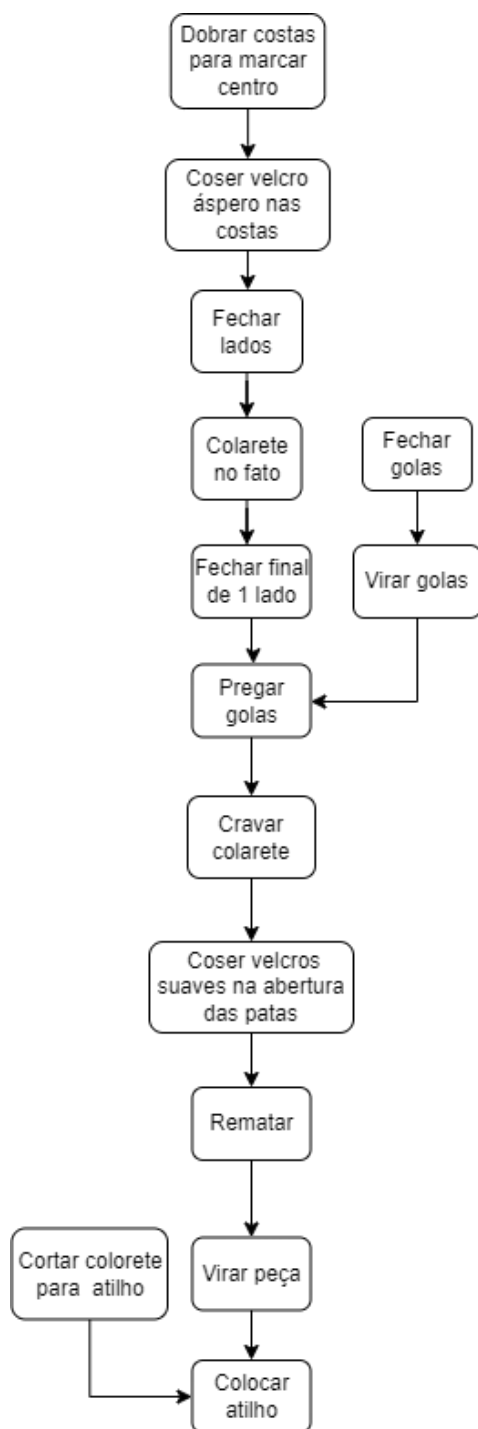 Dobrar costas
para marcar
centro
Coser velcro
áspero nas
costas
Fechar
lados
Colarete
no fato
Fechar
golas
Fechar final
de 1 lado
Virar golas
Pregar
golas
Cravar
colarete
Coser velcros
suaves na abertura
das patas
Rematar
Cortar colorete
para atilho
Virar peça
Colocar
atilho